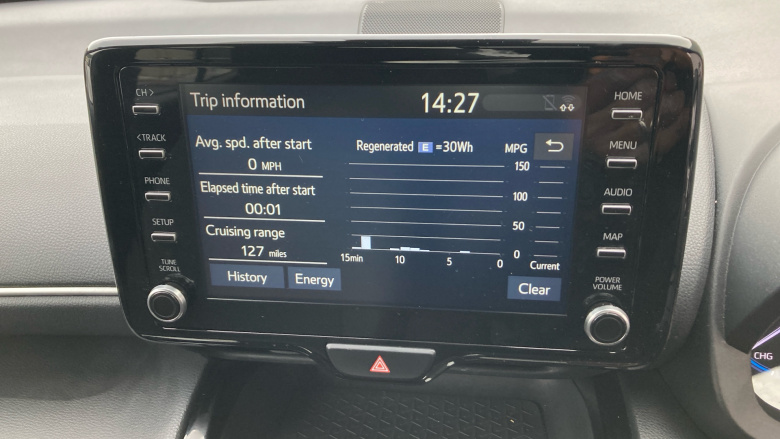 CH >
< TRACK
PHONE
SETUP
TUNE
SCROLL
Trip information
14:27
Avg. spd. after start
0 MPH
Elapsed time after start
00:01
Cruising range
127 miles
History
Energy
Regenerated E =30Wh
MPG
150
100
50
0
15min 10 5 0
Current
Clear
HOME
MENU
AUDIO
MAP
POWER
VOLUME
CHG